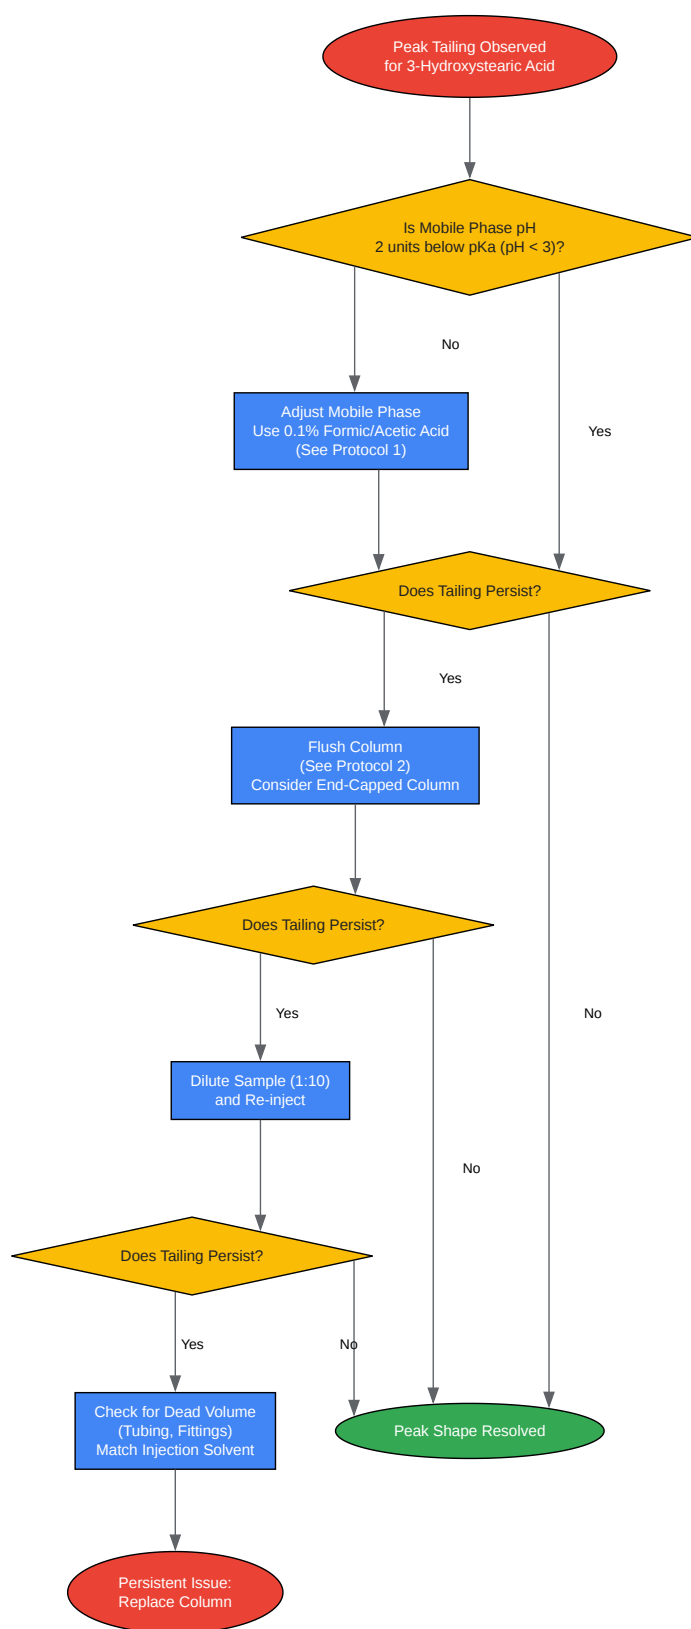 Peak Tailing Observed
for 3-Hydroxystearic Acid
Is Mobile Phase pH
2 units below pKa (pH < 3)?
No
Adjust Mobile Phase
Use 0.1% Formic/Acetic Acid
(See Protocol 1)
Yes
Does Tailing Persist?
Yes
Flush Column
(See Protocol 2)
Consider End-Capped Column
Does Tailing Persist?
Yes
No
Dilute Sample (1:10)
and Re-inject
No
Does Tailing Persist?
Yes
No
Check for Dead Volume
(Tubing, Fittings)
Match Injection Solvent
Peak Shape Resolved
Persistent Issue:
Replace Column